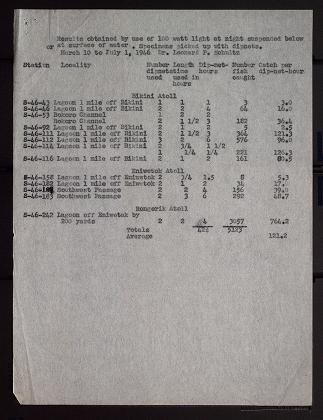 Results obtained by use of 100 watt light at night suspended below
or at surface of water. Specimens picked up with dipnets.
March 10 to July 1, 1946 Dr. Leonard P. Schultz
Station Locality Number Length Dip-net- Number Catch per
dipnets time hours fish dip-net-hour
used used in caught
hours
Bikini Atoll
S-46-43 Lagoon 1 mile off Bikini 1 1 1 3 3.0
S-46-46 Lagoon 1 mile off Bikini 2 2 4 64 16.0
S-46-53 Bokoro Channel 1 2 2
Bokoro Channel 2 1 1/2 3 182 36.4
S-46-92 Lagoon 1 mile off Bikini 2 1 2 5 2.5
S-46-111 Lagoon 1 mile off Bikini 2 1 1/2 3 364 121.3
S-46-112 Lagoon 1 mile off Bikini 3 2 6 576 96.0
S-46-114 Lagoon 1 mile off Bikini 2 3/4 1 1/2
1 1/4 1/4 221 126.3
S-46-116 Lagoon 1 mile off Bikini 2 1 2 161 80.5
Eniwetok Atoll
S-46-158 Lagoon 1 mile Eniwetok 2 3/4 1.5 8 5.3
S-46-182 Lagoon 1 mile off Eniwetok 2 1 2 34 17.0
Southwest Passage 2 2 4 156 39.0
S-46-183 Southwest Passage 2 3 6 292 48.7
Rongerik Atoll
S-46-242 Lagoon off Eniwetok by
200 yards 2 2 4 3057 764.2
Totals 5123
Average 121.2